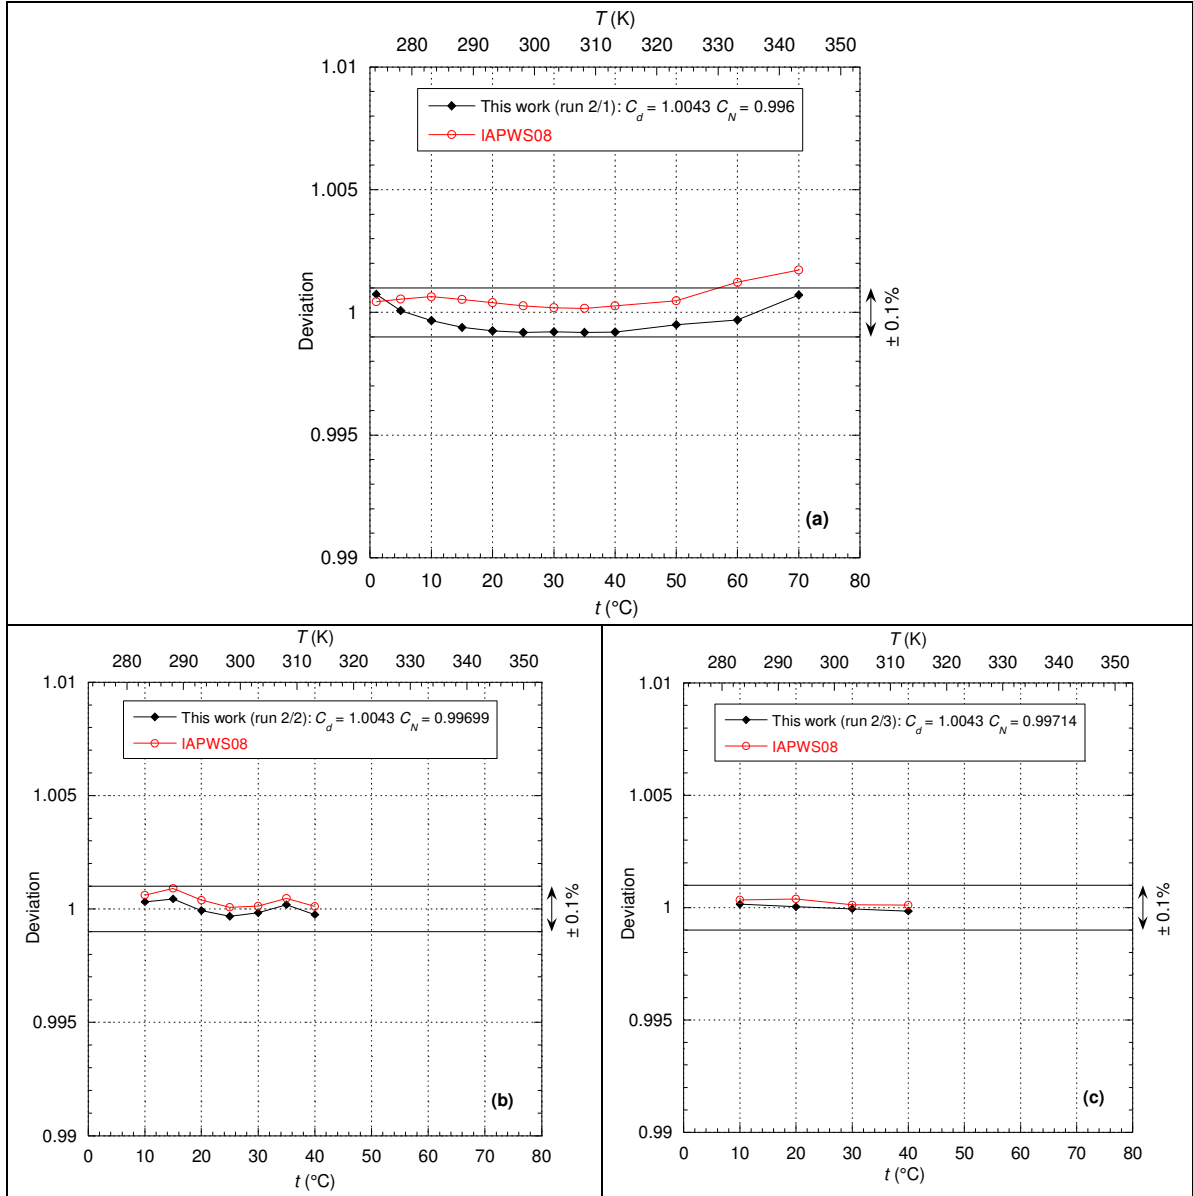 T (K)
280 290 300 310 320 330 340 350
1.01
This work (run 2/1): C_d = 1.0043 C_N = 0.996
IAPWS08
1.005
Deviation
1
± 0.1%
0.995
(a)
0.99
0 10 20 30 40 50 60 70 80
t (°C)
T (K)
280 290 300 310 320 330 340 350
1.01
This work (run 2/2): C_d = 1.0043 C_N = 0.99699
IAPWS08
1.005
Deviation
1
± 0.1%
0.995
(b)
0.99
0 10 20 30 40 50 60 70 80
t (°C)
T (K)
280 290 300 310 320 330 340 350
1.01
This work (run 2/3): C_d = 1.0043 C_N = 0.99714
IAPWS08
1.005
Deviation
1
± 0.1%
0.995
(c)
0.99
0 10 20 30 40 50 60 70 80
t (°C)